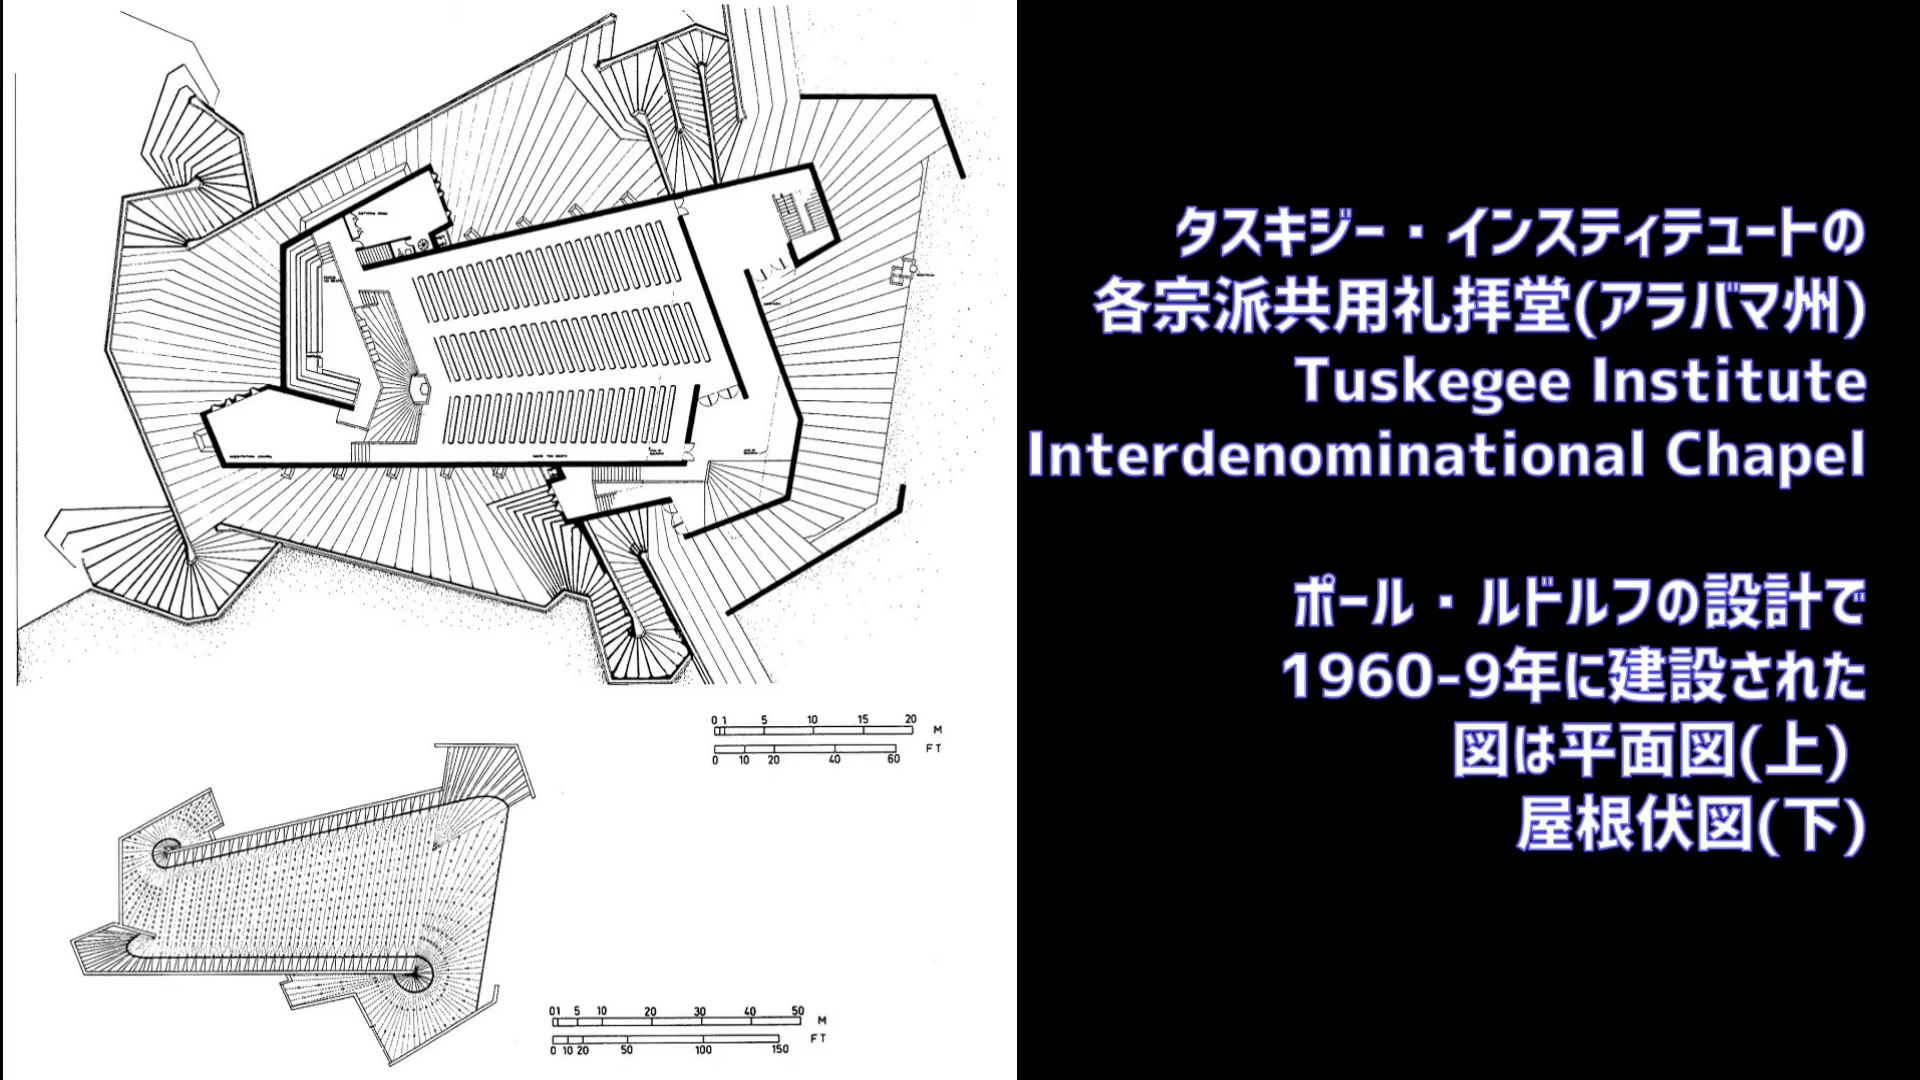 タスキジー・インスティテュートの
各宗派共用礼拝堂(アラバマ州)
Tuskegee Institute
Interdenominational Chapel
ポール・ルドルフの設計で
1960-9年に建設された
図は平面図(上)
屋根伏図(下)
0 1 5 10 15 20 M
FT
0 10 20 40 60
01 5 10 20 30 40 50 M
FT
0 10 20 50 100 150